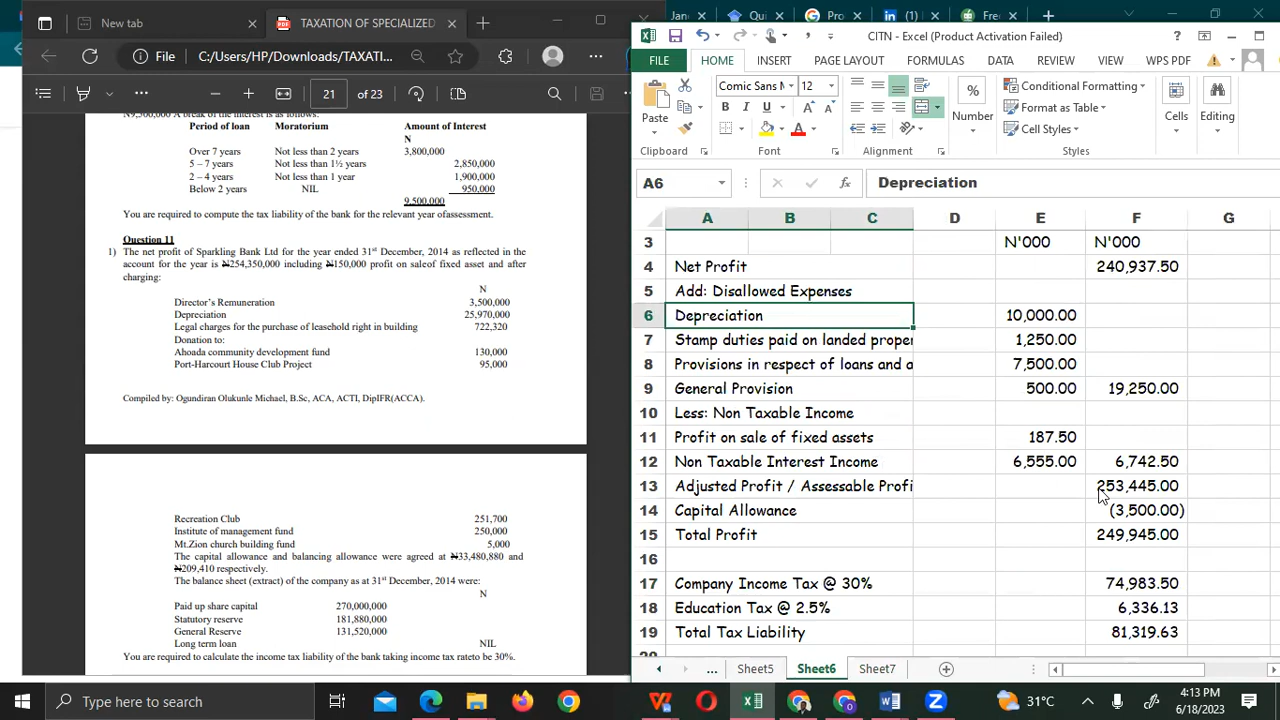 New tab
TAXATION OF SPECIALIZED
File
C:/Users/HP/Downloads/TAXATI...
21
of 23
A break of the interest is as follows:
Period of loan Moratorium Amount of Interest
N
Over 7 years Not less than 2 years 3,800,000
5 – 7 years Not less than 1½ years 2,850,000
2 – 4 years Not less than 1 year 1,900,000
Below 2 years NIL 950,000
9,500,000
You are required to compute the tax liability of the bank for the relevant year ofassessment.
Question 11
1) The net profit of Sparkling Bank Ltd for the year ended 31st December, 2014 as reflected in the
account for the year is ₦254,350,000 including ₦150,000 profit on saleof fixed asset and after
charging:
N
Director's Remuneration 3,500,000
Depreciation 25,970,000
Legal charges for the purchase of leasehold right in building 722,320
Donation to:
Ahoada community development fund 130,000
Port-Harcourt House Club Project 95,000
Compiled by: Ogundiran Olukunle Michael, B.Sc, ACA, ACTI, DipIFR(ACCA).
Recreation Club 251,700
Institute of management fund 250,000
Mt.Zion church building fund 5,000
The capital allowance and balancing allowance were agreed at ₦33,480,880 and
₦209,410 respectively.
The balance sheet (extract) of the company as at 31st December, 2014 were:
N
Paid up share capital 270,000,000
Statutory reserve 181,880,000
General Reserve 131,520,000
Long term loan NIL
You are required to calculate the income tax liability of the bank taking income tax rateto be 30%.
Qui
Pro
(1)
Fre
CITN - Excel (Product Activation Failed)
FILE HOME INSERT PAGE LAYOUT FORMULAS DATA REVIEW VIEW WPS PDF
Paste
Clipboard
Comic Sans M 12
B I U
Font
Alignment
Number
Conditional Formatting
Format as Table
Cell Styles
Styles
Cells
Editing
A6
Depreciation
A B C D E F G
3 N'000 N'000
4 Net Profit 240,937.50
5 Add: Disallowed Expenses
6 Depreciation 10,000.00
7 Stamp duties paid on landed proper 1,250.00
8 Provisions in respect of loans and a 7,500.00
9 General Provision 500.00 19,250.00
10 Less: Non Taxable Income
11 Profit on sale of fixed assets 187.50
12 Non Taxable Interest Income 6,555.00 6,742.50
13 Adjusted Profit / Assessable Profi 253,445.00
14 Capital Allowance (3,500.00)
15 Total Profit 249,945.00
16
17 Company Income Tax @ 30% 74,983.50
18 Education Tax @ 2.5% 6,336.13
19 Total Tax Liability 81,319.63
... Sheet5 Sheet6 Sheet7
Type here to search
31°C
4:13 PM
6/18/2023